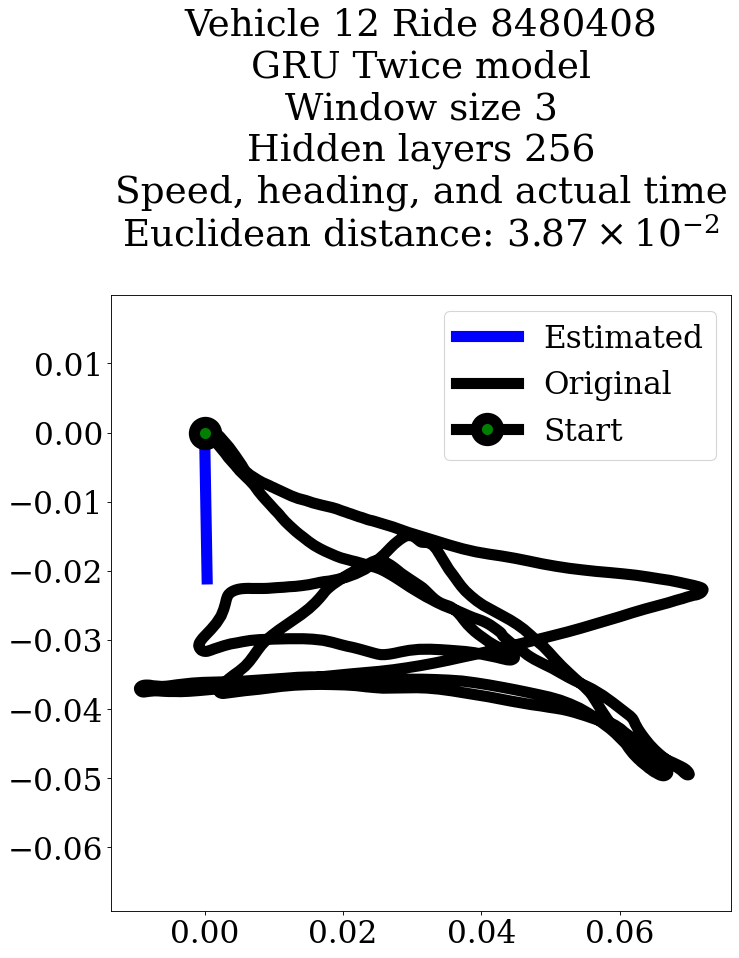 Vehicle 12 Ride 8480408
GRU Twice model
Window size 3
Hidden layers 256
Speed, heading, and actual time
Euclidean distance: 3.87 × 10⁻²
Estimated
Original
Start
0.01
0.00
−0.01
−0.02
−0.03
−0.04
−0.05
−0.06
0.00 0.02 0.04 0.06